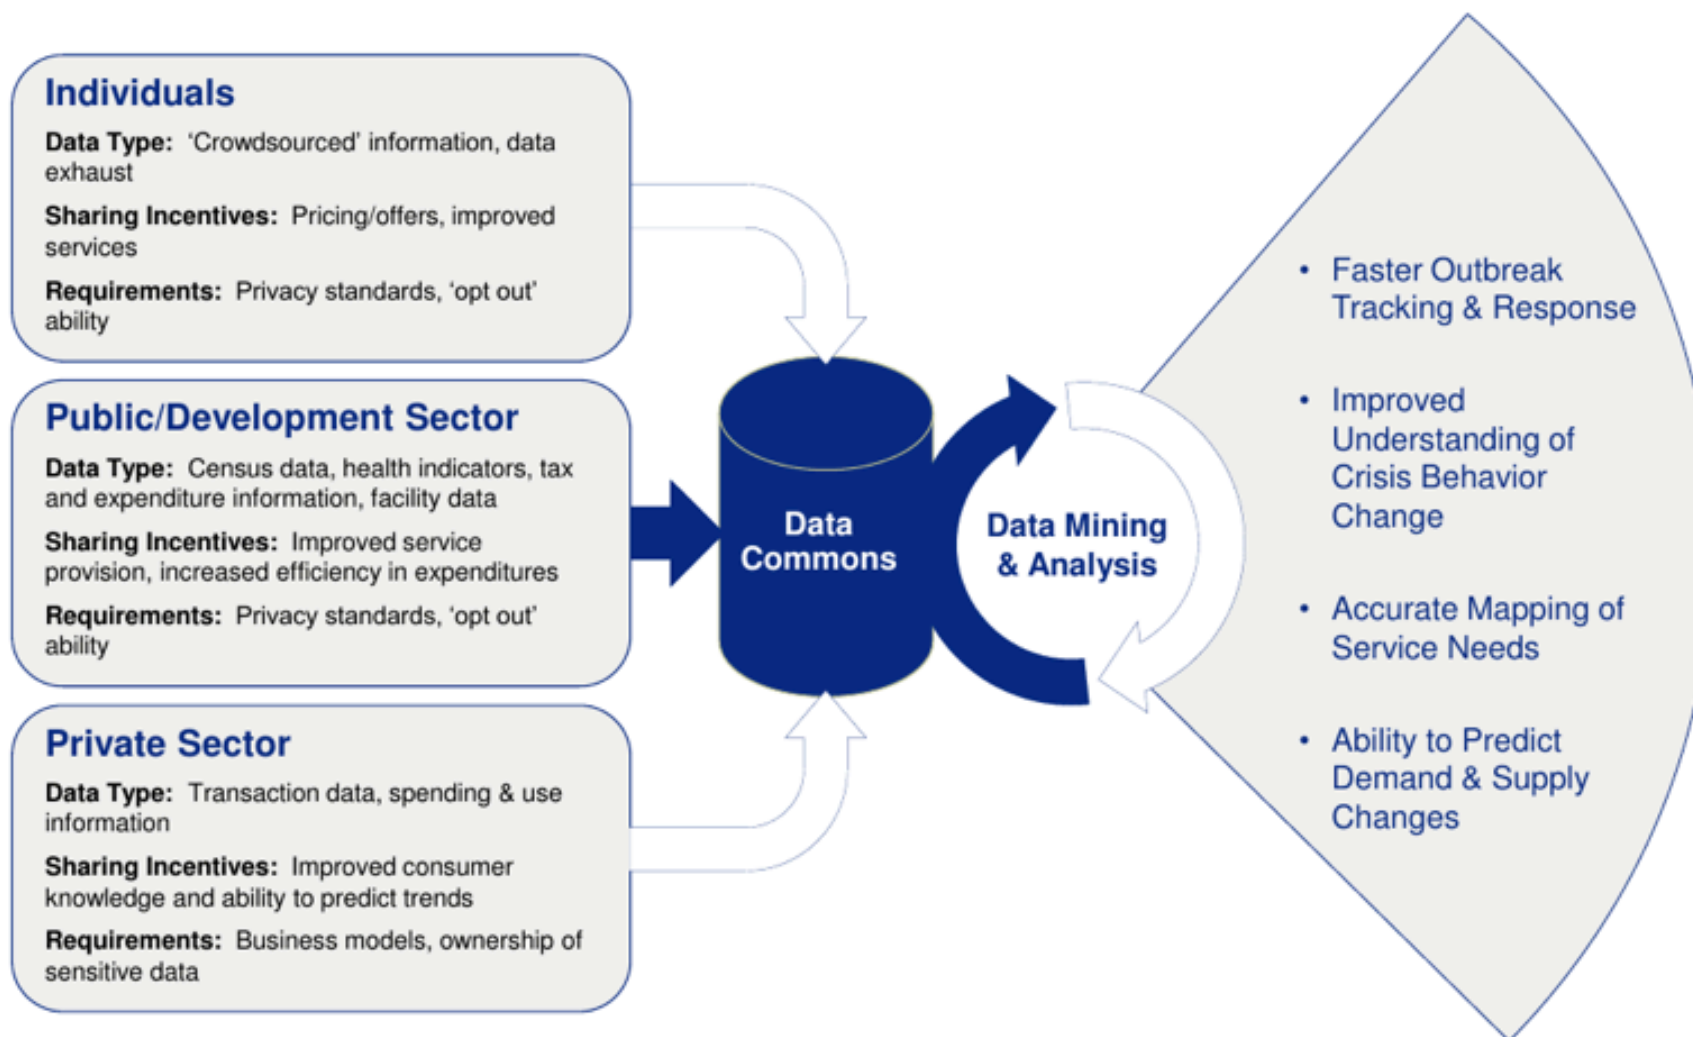 Individuals
Data Type: ‘Crowdsourced’ information, data
exhaust
Sharing Incentives: Pricing/offers, improved
services
Requirements: Privacy standards, ‘opt out’
ability
Public/Development Sector
Data Type: Census data, health indicators, tax
and expenditure information, facility data
Sharing Incentives: Improved service
provision, increased efficiency in expenditures
Requirements: Privacy standards, ‘opt out’
ability
Private Sector
Data Type: Transaction data, spending & use
information
Sharing Incentives: Improved consumer
knowledge and ability to predict trends
Requirements: Business models, ownership of
sensitive data
Data
Commons
Data Mining
& Analysis
• Faster Outbreak
Tracking & Response
• Improved
Understanding of
Crisis Behavior
Change
• Accurate Mapping of
Service Needs
• Ability to Predict
Demand & Supply
Changes